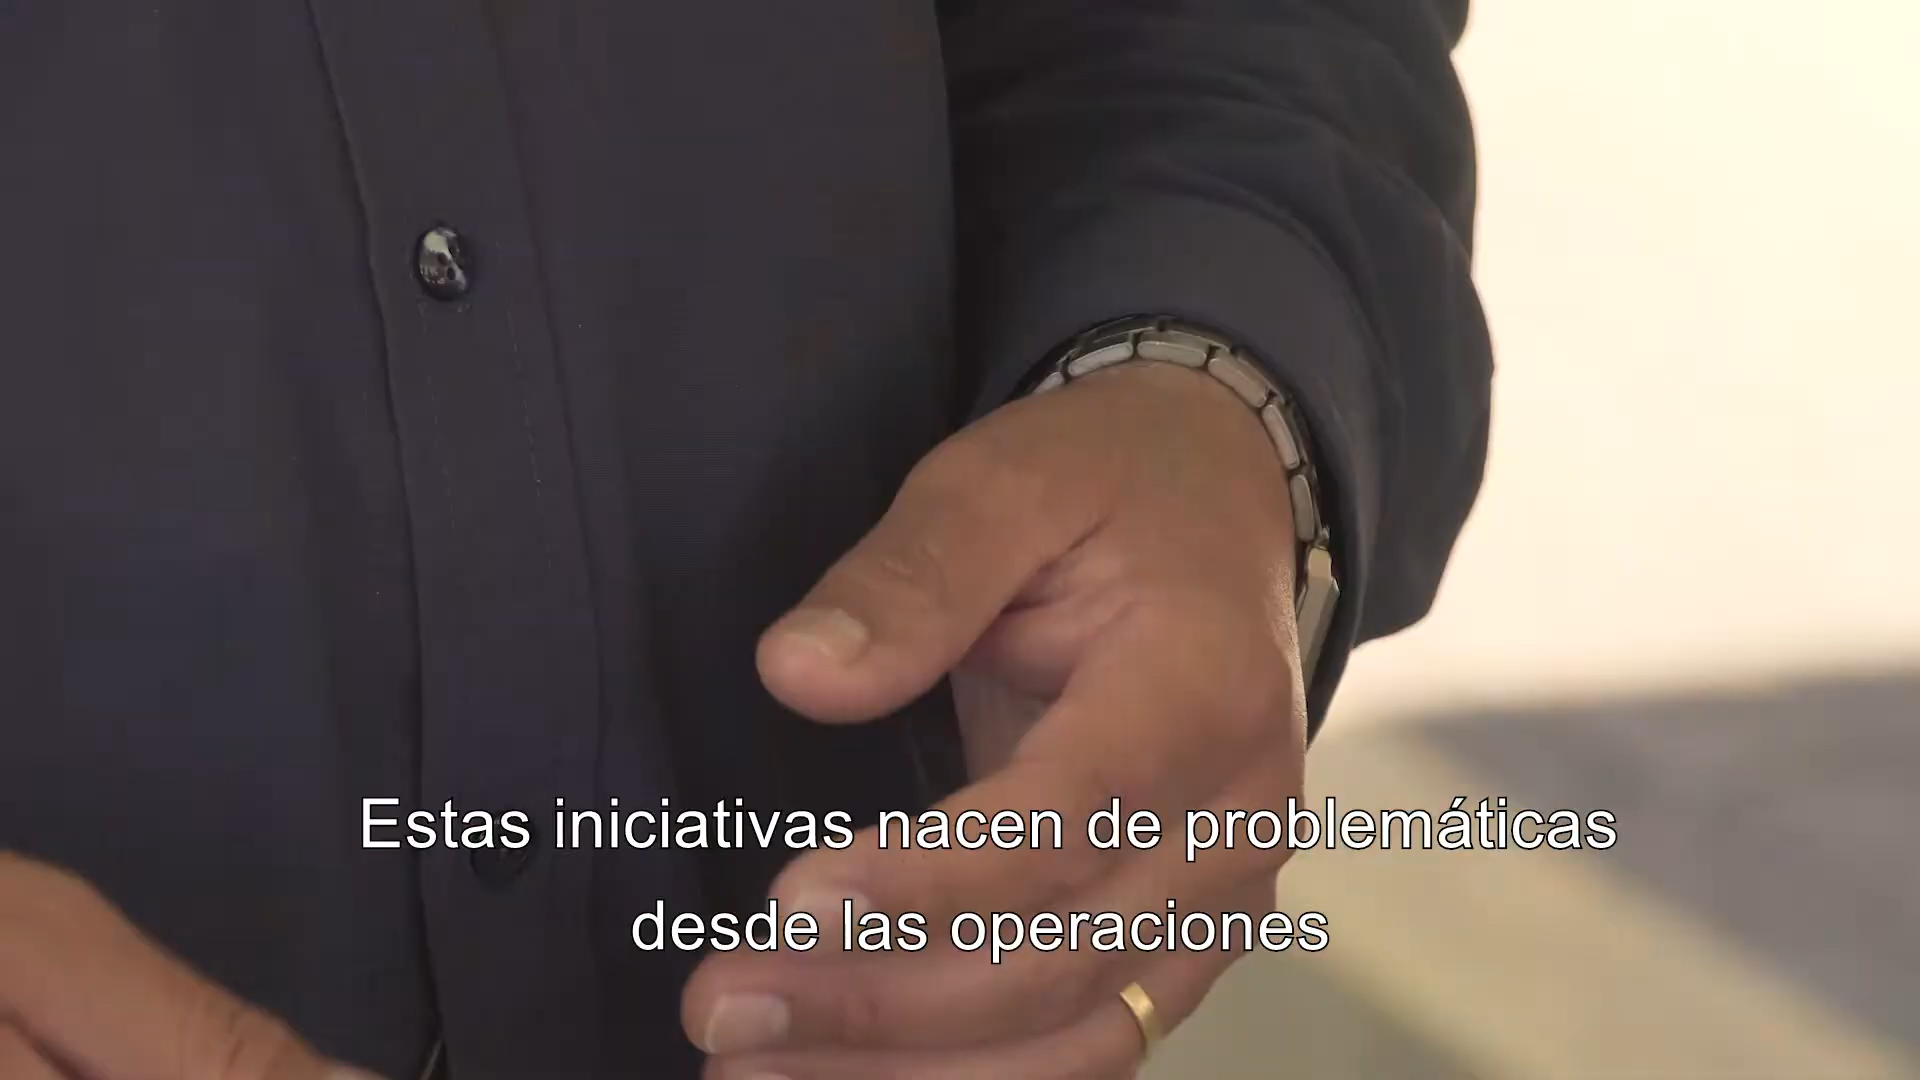 Estas iniciativas nacen de problemáticas
desde las operaciones